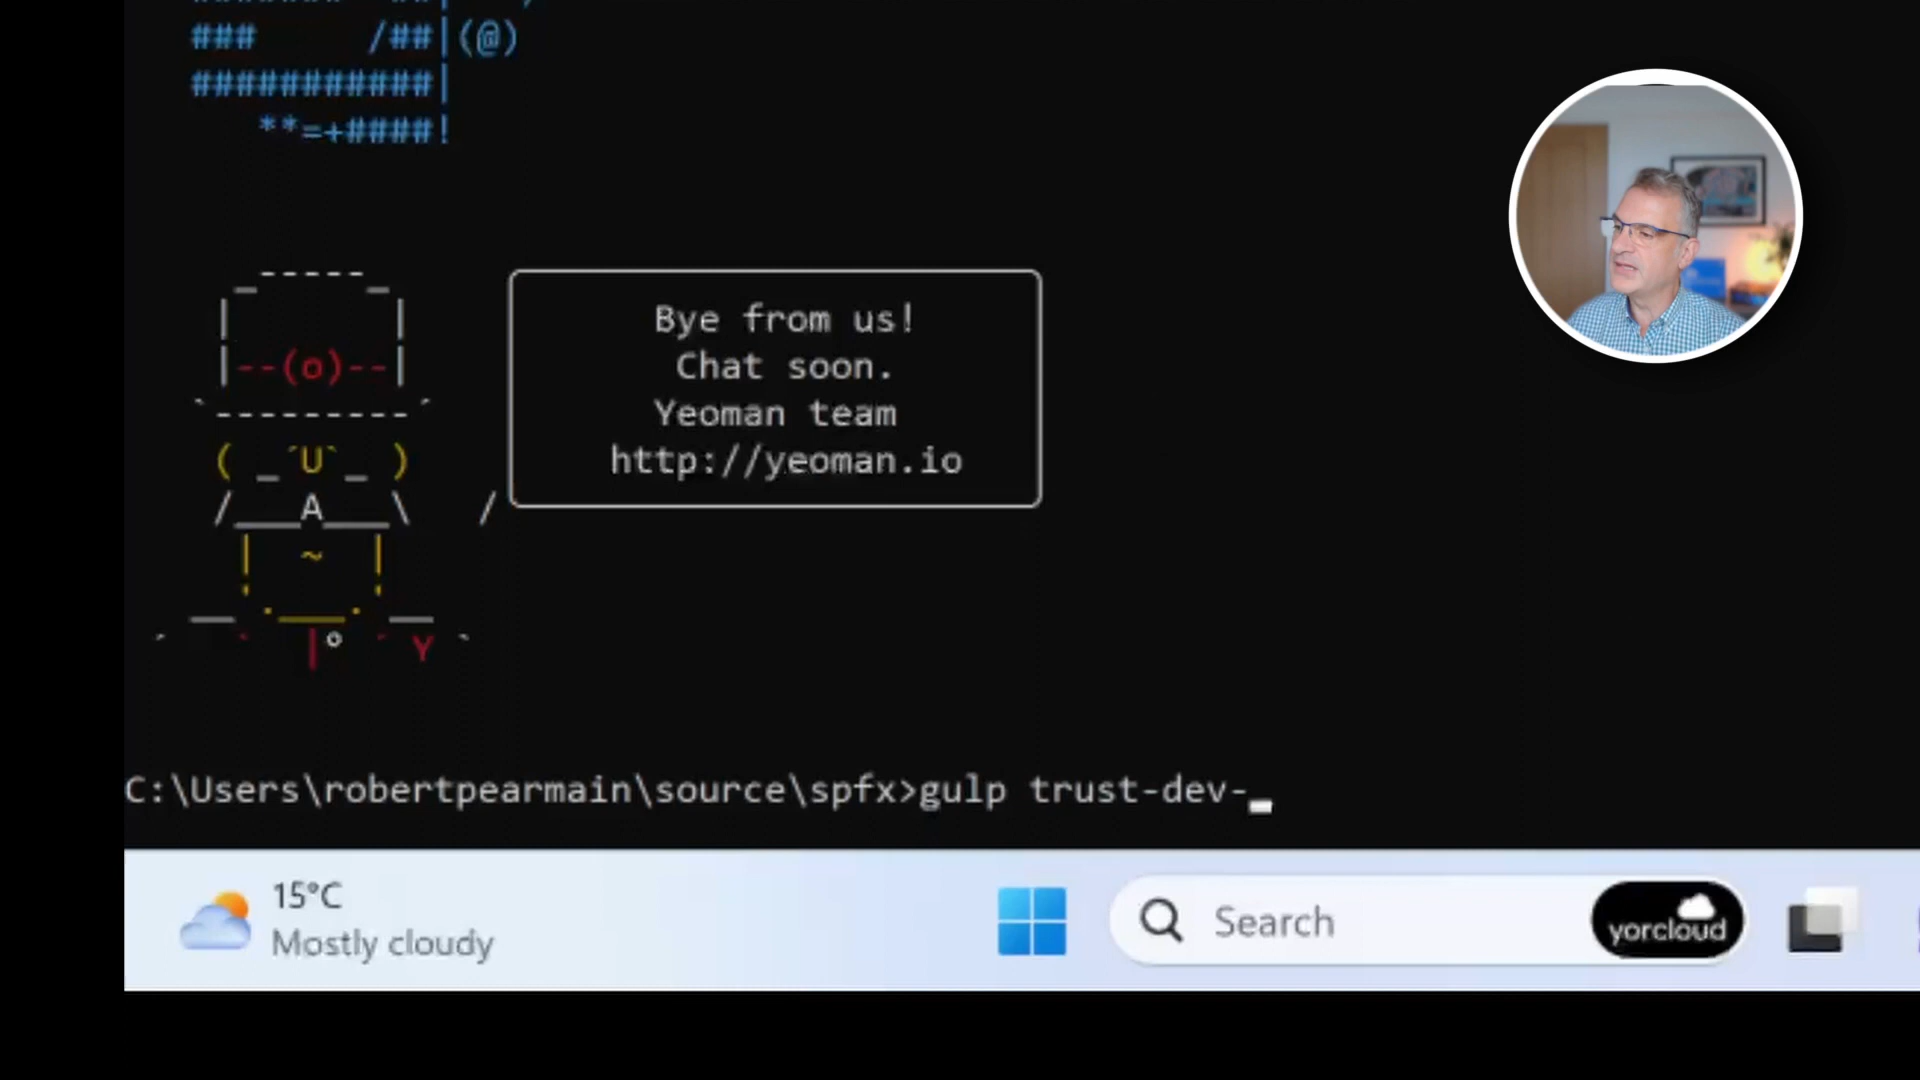 ###     /##|(@)
###########|
**=+####!
Bye from us!
Chat soon.
Yeoman team
http://yeoman.io
C:\Users\robertpearmain\source\spfx>gulp trust-dev-
15°C
Mostly cloudy
Search
yorcloud